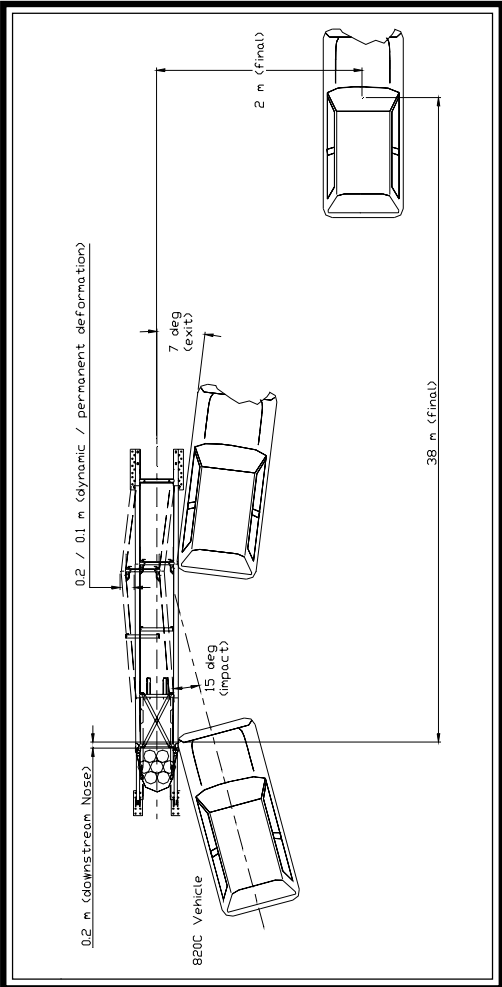 2 m (final)
0.2 / 0.1 m (dynamic / permanent deformation)
7 deg
(exit)
38 m (final)
15 deg
(impact)
0.2 m (downstream Nose)
820C Vehicle